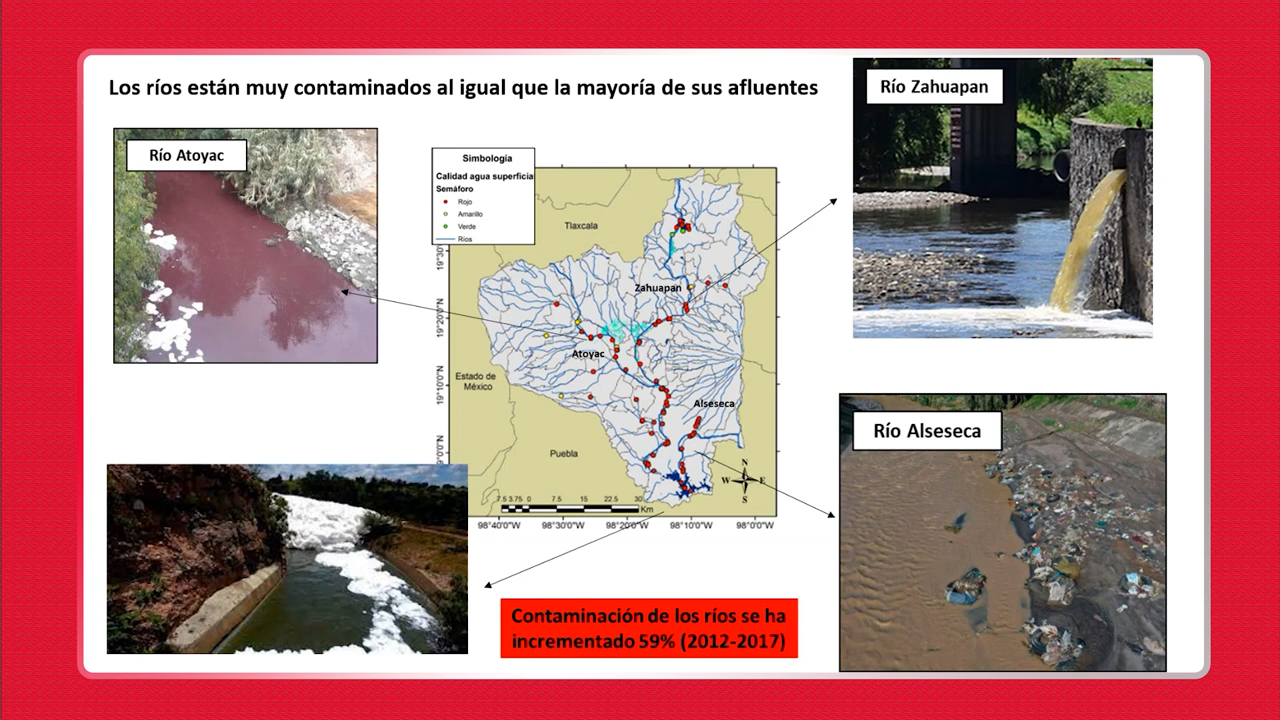 Los ríos están muy contaminados al igual que la mayoría de sus afluentes
Río Zahuapan
Río Atoyac
Simbología
Calidad agua superficia
Semáforo
Rojo
Amarillo
Verde
Ríos
Tlaxcala
Zahuapan
Atoyac
Estado de
México
Alseseca
Puebla
Río Alseseca
N
W E
S
7.5 3.75 0 7.5 15 22.5 30
Km
98°40'0"W 98°30'0"W 98°20'0"W 98°10'0"W 98°0'0"W
19°20'0"N
19°10'0"N
Contaminación de los ríos se ha
incrementado 59% (2012-2017)